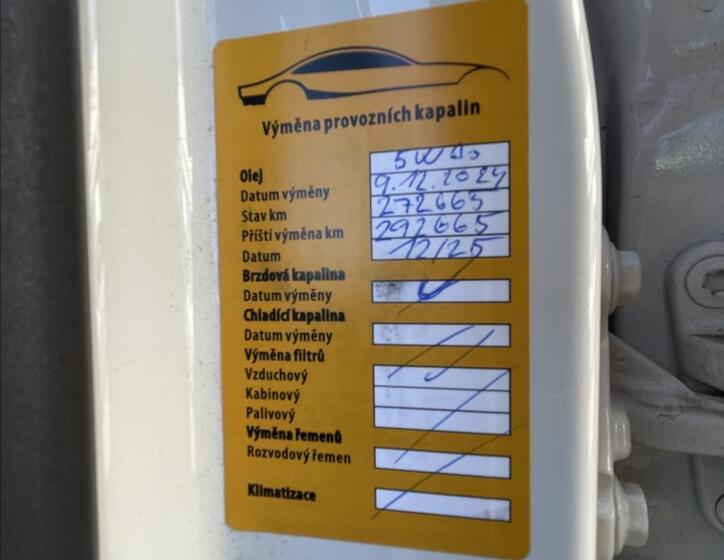 Výměna provozních kapalin
Olej
Datum výměny 9.12.2024
Stav km 272665
Příští výměna km 292665
Datum 12/25
Brzdová kapalina
Datum výměny
Chladící kapalina
Datum výměny
Výměna filtrů
Vzduchový
Kabinový
Palivový
Výměna řemenů
Rozvodový řemen
Klimatizace